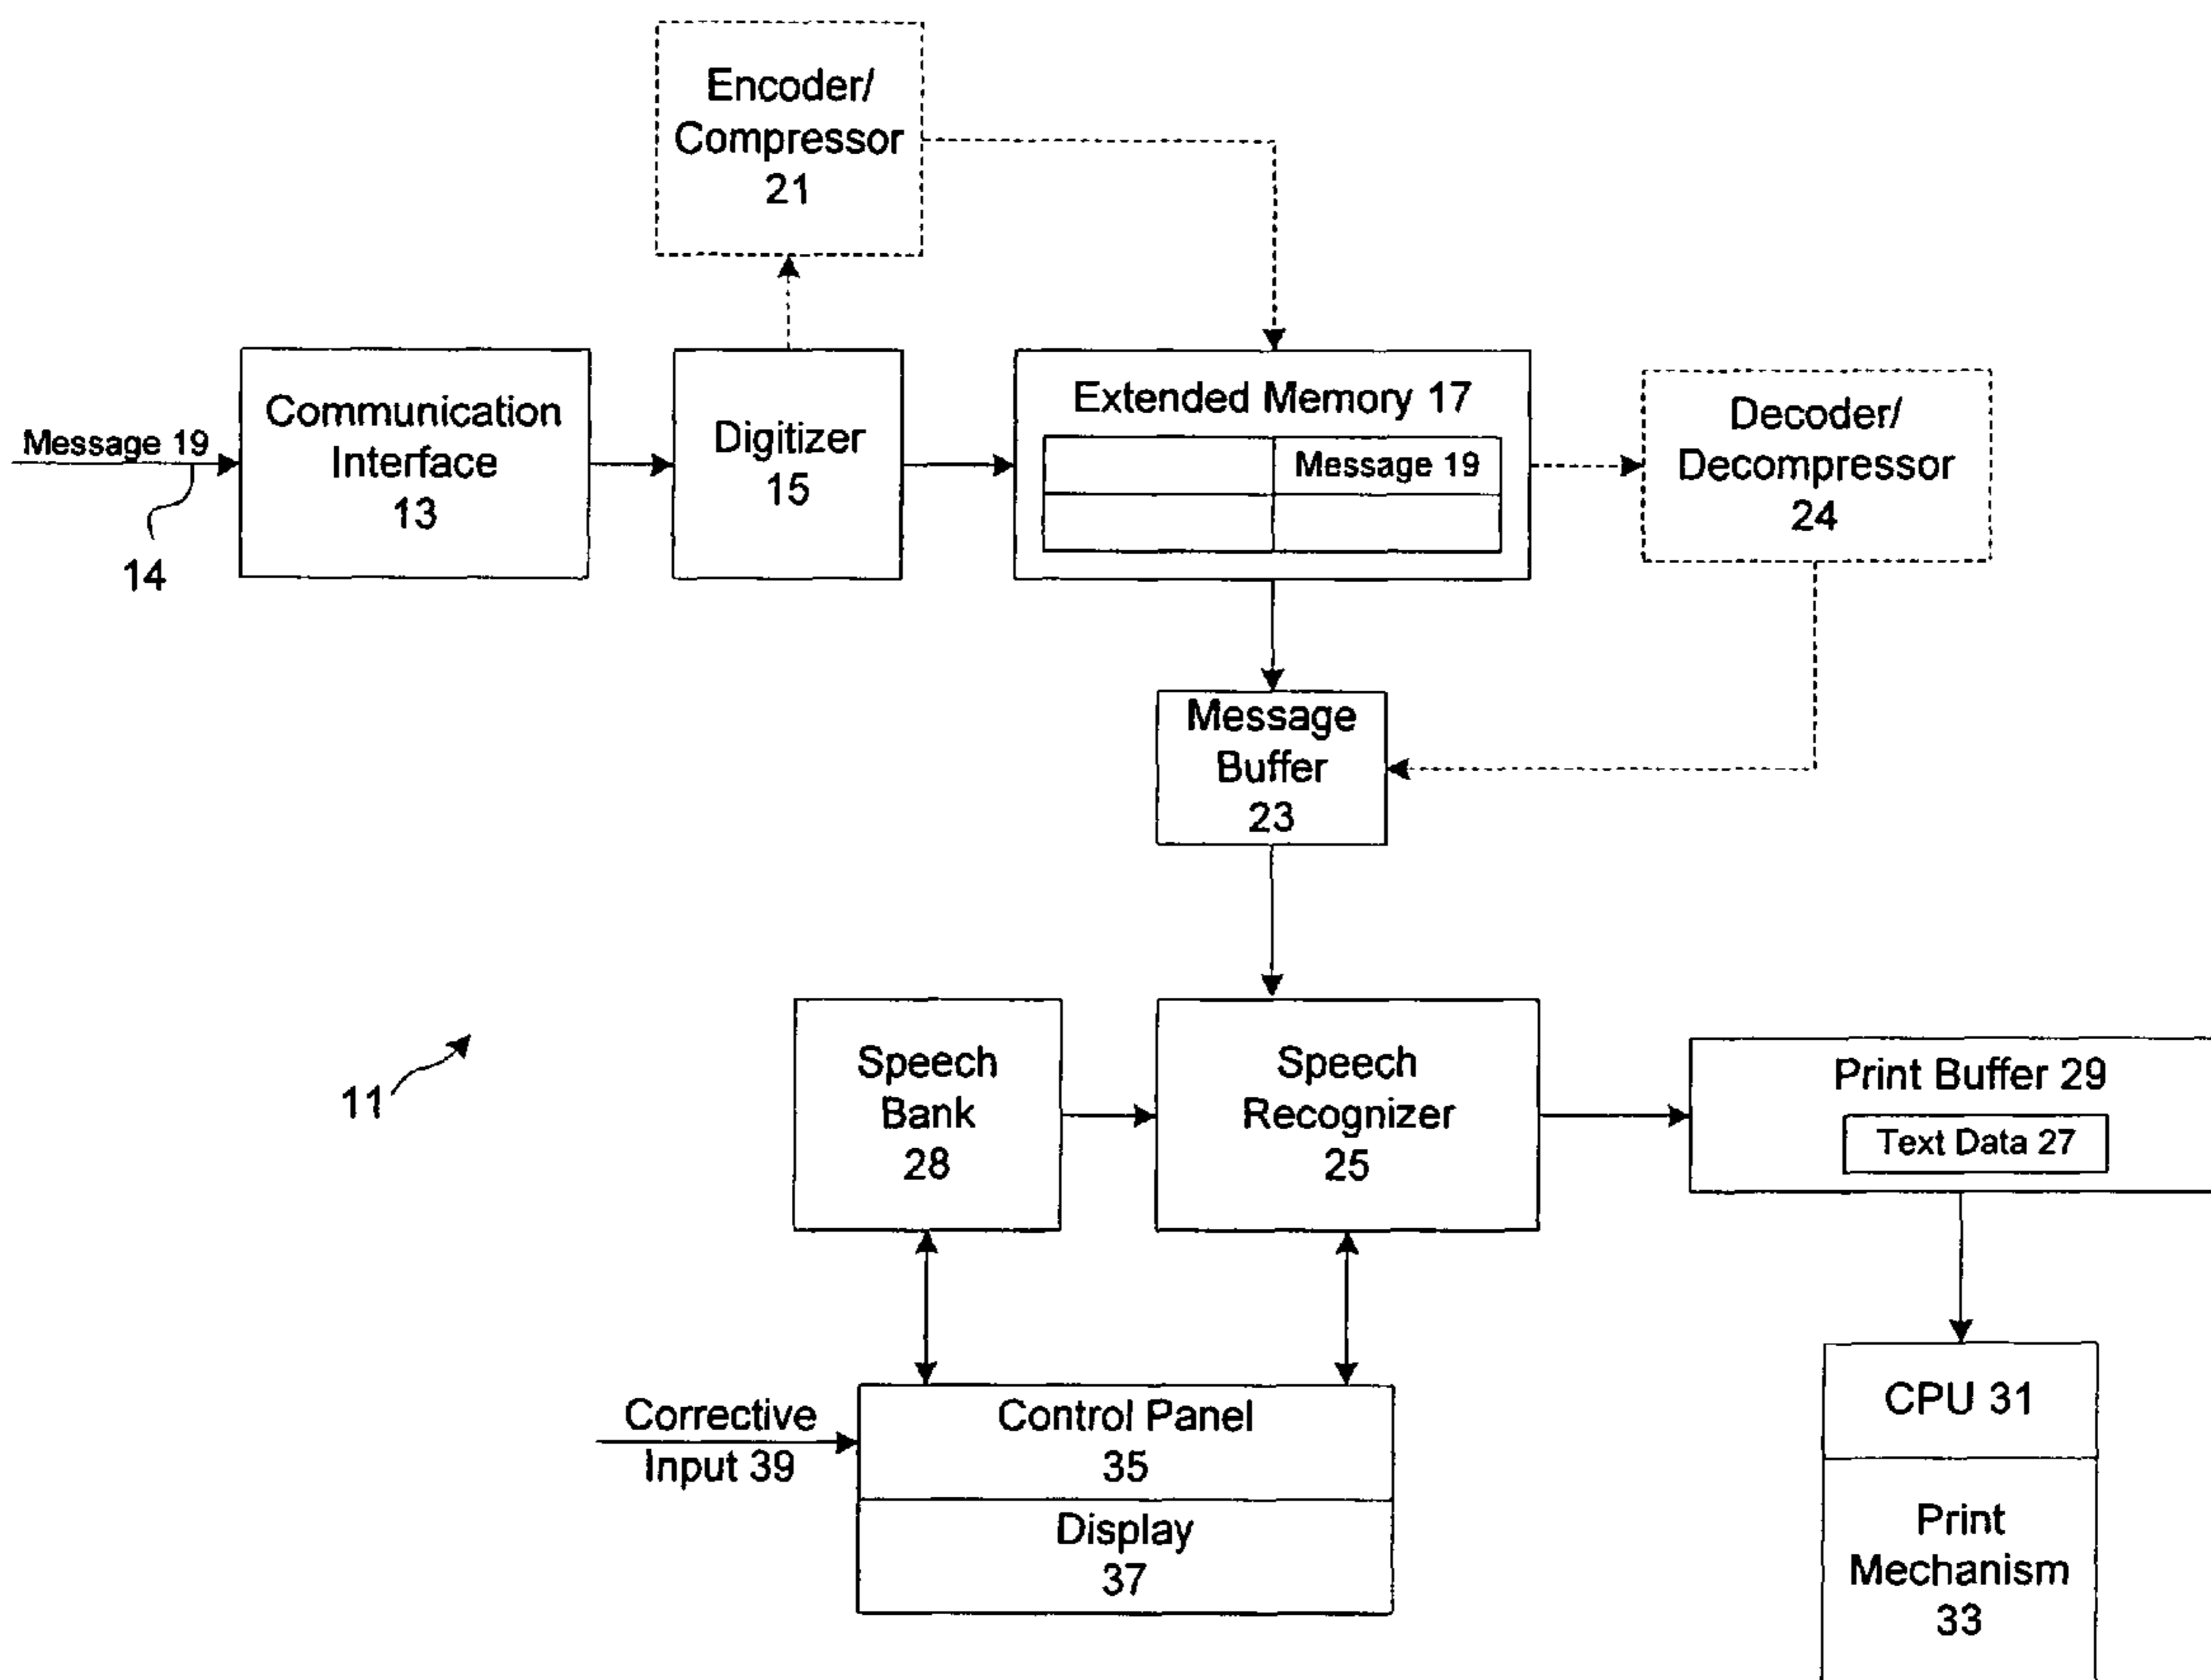 Encoder/
Compressor
21
Message 19
14
Communication
Interface
13
Digitizer
15
Extended Memory 17
Message 19
Decoder/
Decompressor
24
Message
Buffer
23
11
Speech
Bank
28
Speech
Recognizer
25
Print Buffer 29
Text Data 27
Corrective
Input 39
Control Panel
35
Display
37
CPU 31
Print
Mechanism
33